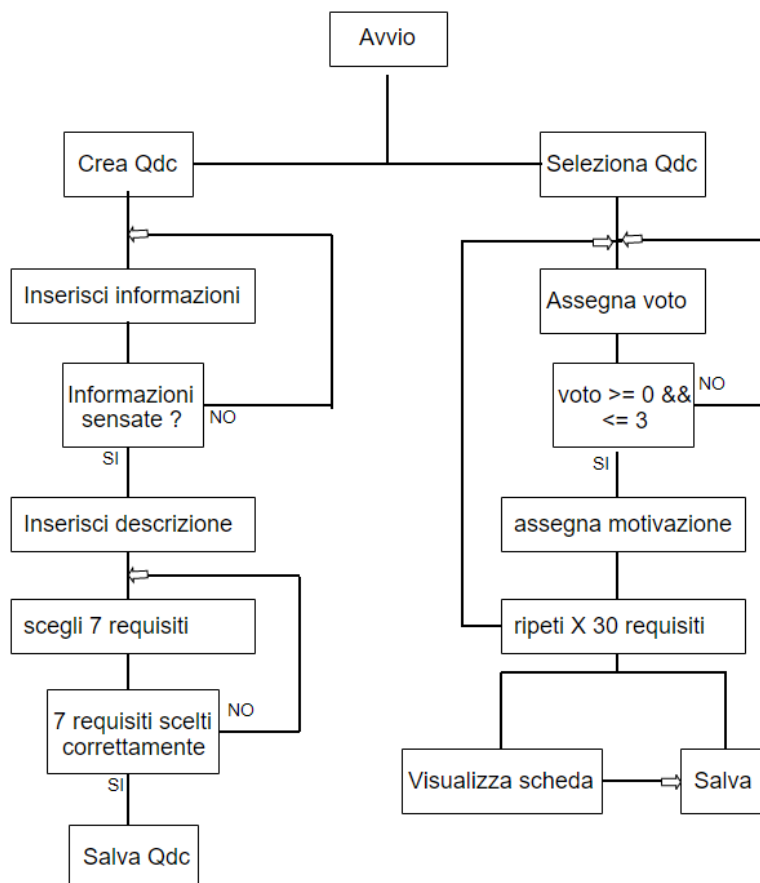 Avvio
Crea Qdc
Inserisci informazioni
Informazioni
sensate ?
NO
SI
Inserisci descrizione
scegli 7 requisiti
7 requisiti scelti
correttamente
NO
SI
Salva Qdc
Seleziona Qdc
Assegna voto
voto >= 0 &&
<= 3
NO
SI
assegna motivazione
ripeti X 30 requisiti
Visualizza scheda
Salva